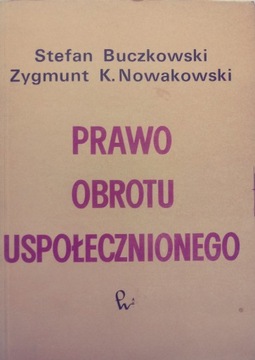 Stefan Buczkowski
Zygmunt K. Nowakowski
PRAWO
OBROTU
USPOŁECZNIONEGO